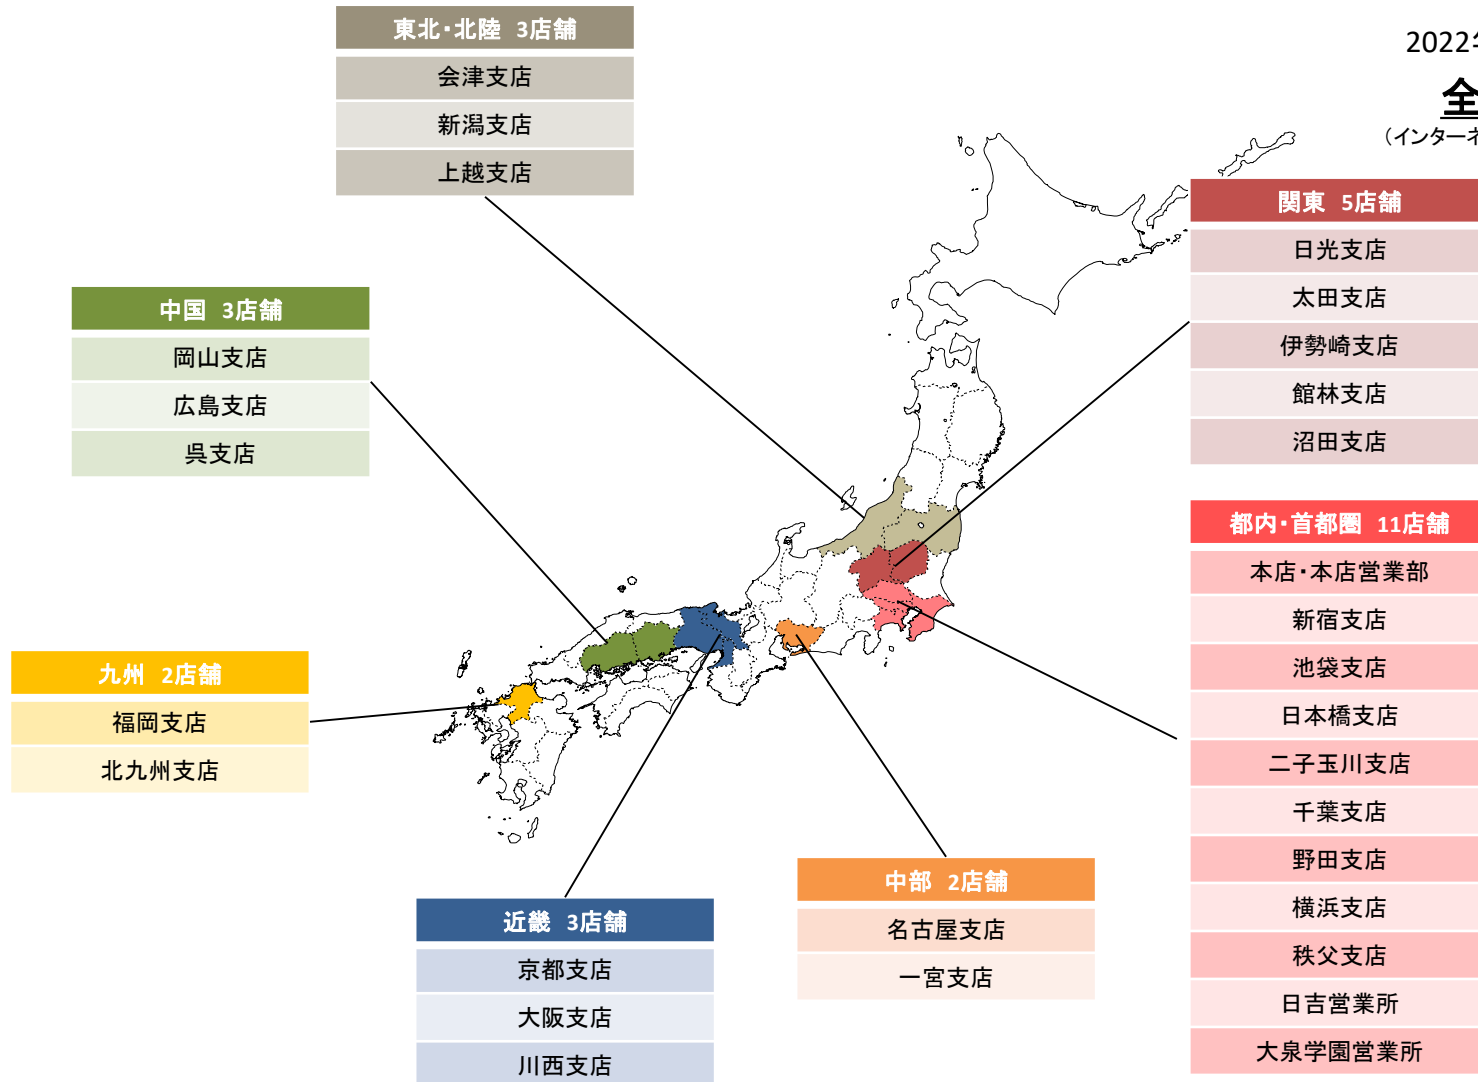 東北・北陸 3店舗
会津支店
新潟支店
上越支店
2022年
全
（インターネ
関東 5店舗
日光支店
太田支店
伊勢崎支店
館林支店
沼田支店
中国 3店舗
岡山支店
広島支店
呉支店
都内・首都圏 11店舗
本店・本店営業部
新宿支店
池袋支店
日本橋支店
二子玉川支店
千葉支店
野田支店
横浜支店
秩父支店
日吉営業所
大泉学園営業所
九州 2店舗
福岡支店
北九州支店
中部 2店舗
名古屋支店
一宮支店
近畿 3店舗
京都支店
大阪支店
川西支店